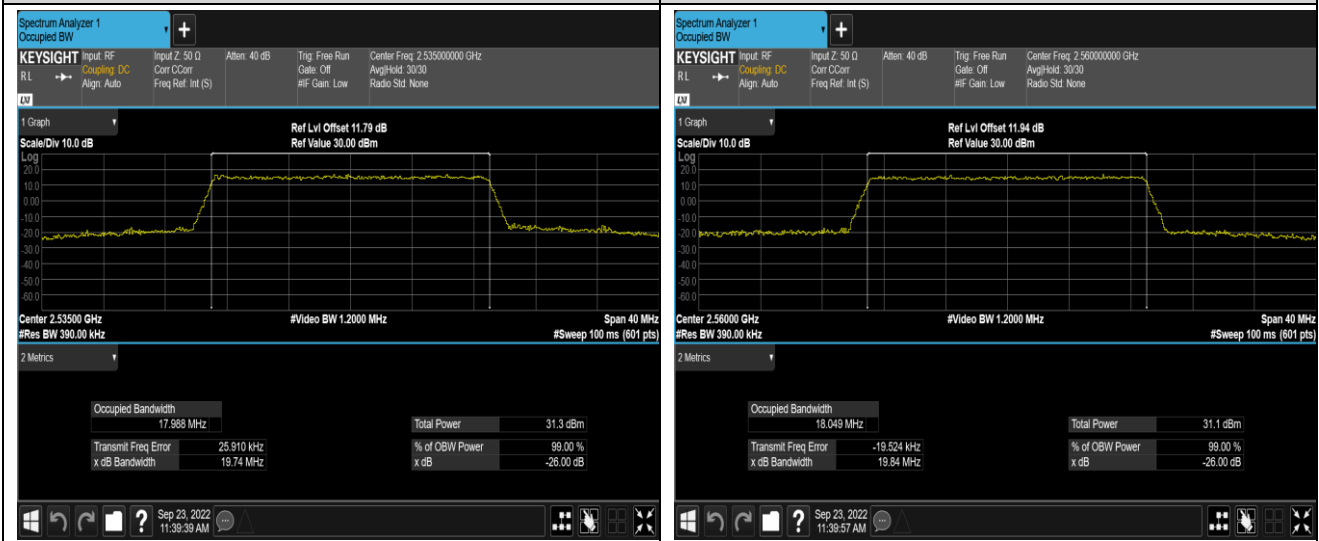 Spectrum Analyzer 1
Occupied BW
+
KEYSIGHT Input: RF Input Z: 50 Ω Atten: 40 dB Trig: Free Run Center Freq: 2.535000000 GHz
R L Coupling: DC Corr CCorr Gate: Off Avg|Hold: 30/30
Align: Auto Freq Ref: Int (S) #IF Gain: Low Radio Std: None
LXI
1 Graph
Ref Lvl Offset 11.79 dB
Scale/Div 10.0 dB Ref Value 30.00 dBm
Log
20.0
10.0
0.00
-10.0
-20.0
-30.0
-40.0
-50.0
-60.0
Center 2.53500 GHz #Video BW 1.2000 MHz Span 40 MHz
#Res BW 390.00 kHz #Sweep 100 ms (601 pts)
2 Metrics
Occupied Bandwidth
17.988 MHz Total Power 31.3 dBm
Transmit Freq Error 25.910 kHz % of OBW Power 99.00 %
x dB Bandwidth 19.74 MHz x dB -26.00 dB
? Sep 23, 2022
11:39:39 AM
Spectrum Analyzer 1
Occupied BW
+
KEYSIGHT Input: RF Input Z: 50 Ω Atten: 40 dB Trig: Free Run Center Freq: 2.560000000 GHz
R L Coupling: DC Corr CCorr Gate: Off Avg|Hold: 30/30
Align: Auto Freq Ref: Int (S) #IF Gain: Low Radio Std: None
LXI
1 Graph
Ref Lvl Offset 11.94 dB
Scale/Div 10.0 dB Ref Value 30.00 dBm
Log
20.0
10.0
0.00
-10.0
-20.0
-30.0
-40.0
-50.0
-60.0
Center 2.56000 GHz #Video BW 1.2000 MHz Span 40 MHz
#Res BW 390.00 kHz #Sweep 100 ms (601 pts)
2 Metrics
Occupied Bandwidth
18.049 MHz Total Power 31.1 dBm
Transmit Freq Error -19.524 kHz % of OBW Power 99.00 %
x dB Bandwidth 19.84 MHz x dB -26.00 dB
? Sep 23, 2022
11:39:57 AM